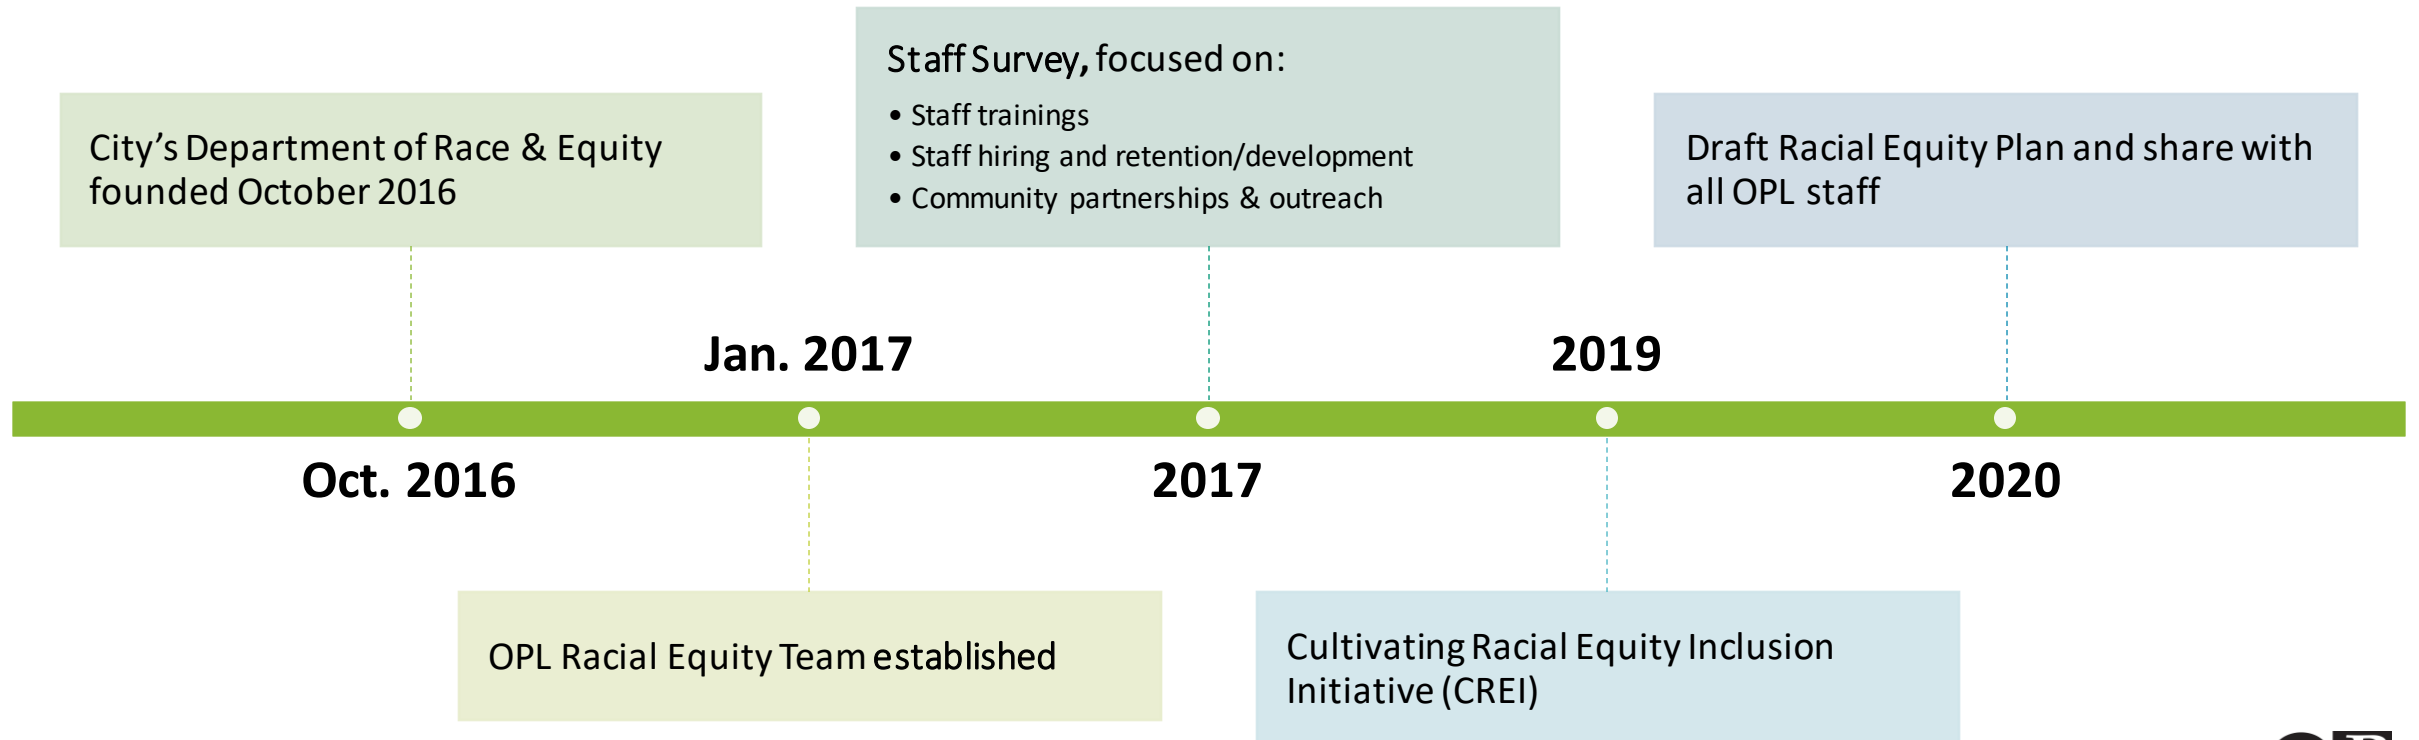 City’s Department of Race & Equity
founded October 2016
Oct. 2016
Jan. 2017
OPL Racial Equity Team established
Staff Survey, focused on:
• Staff trainings
• Staff hiring and retention/development
• Community partnerships & outreach
2017
2019
Cultivating Racial Equity Inclusion
Initiative (CREI)
Draft Racial Equity Plan and share with
all OPL staff
2020